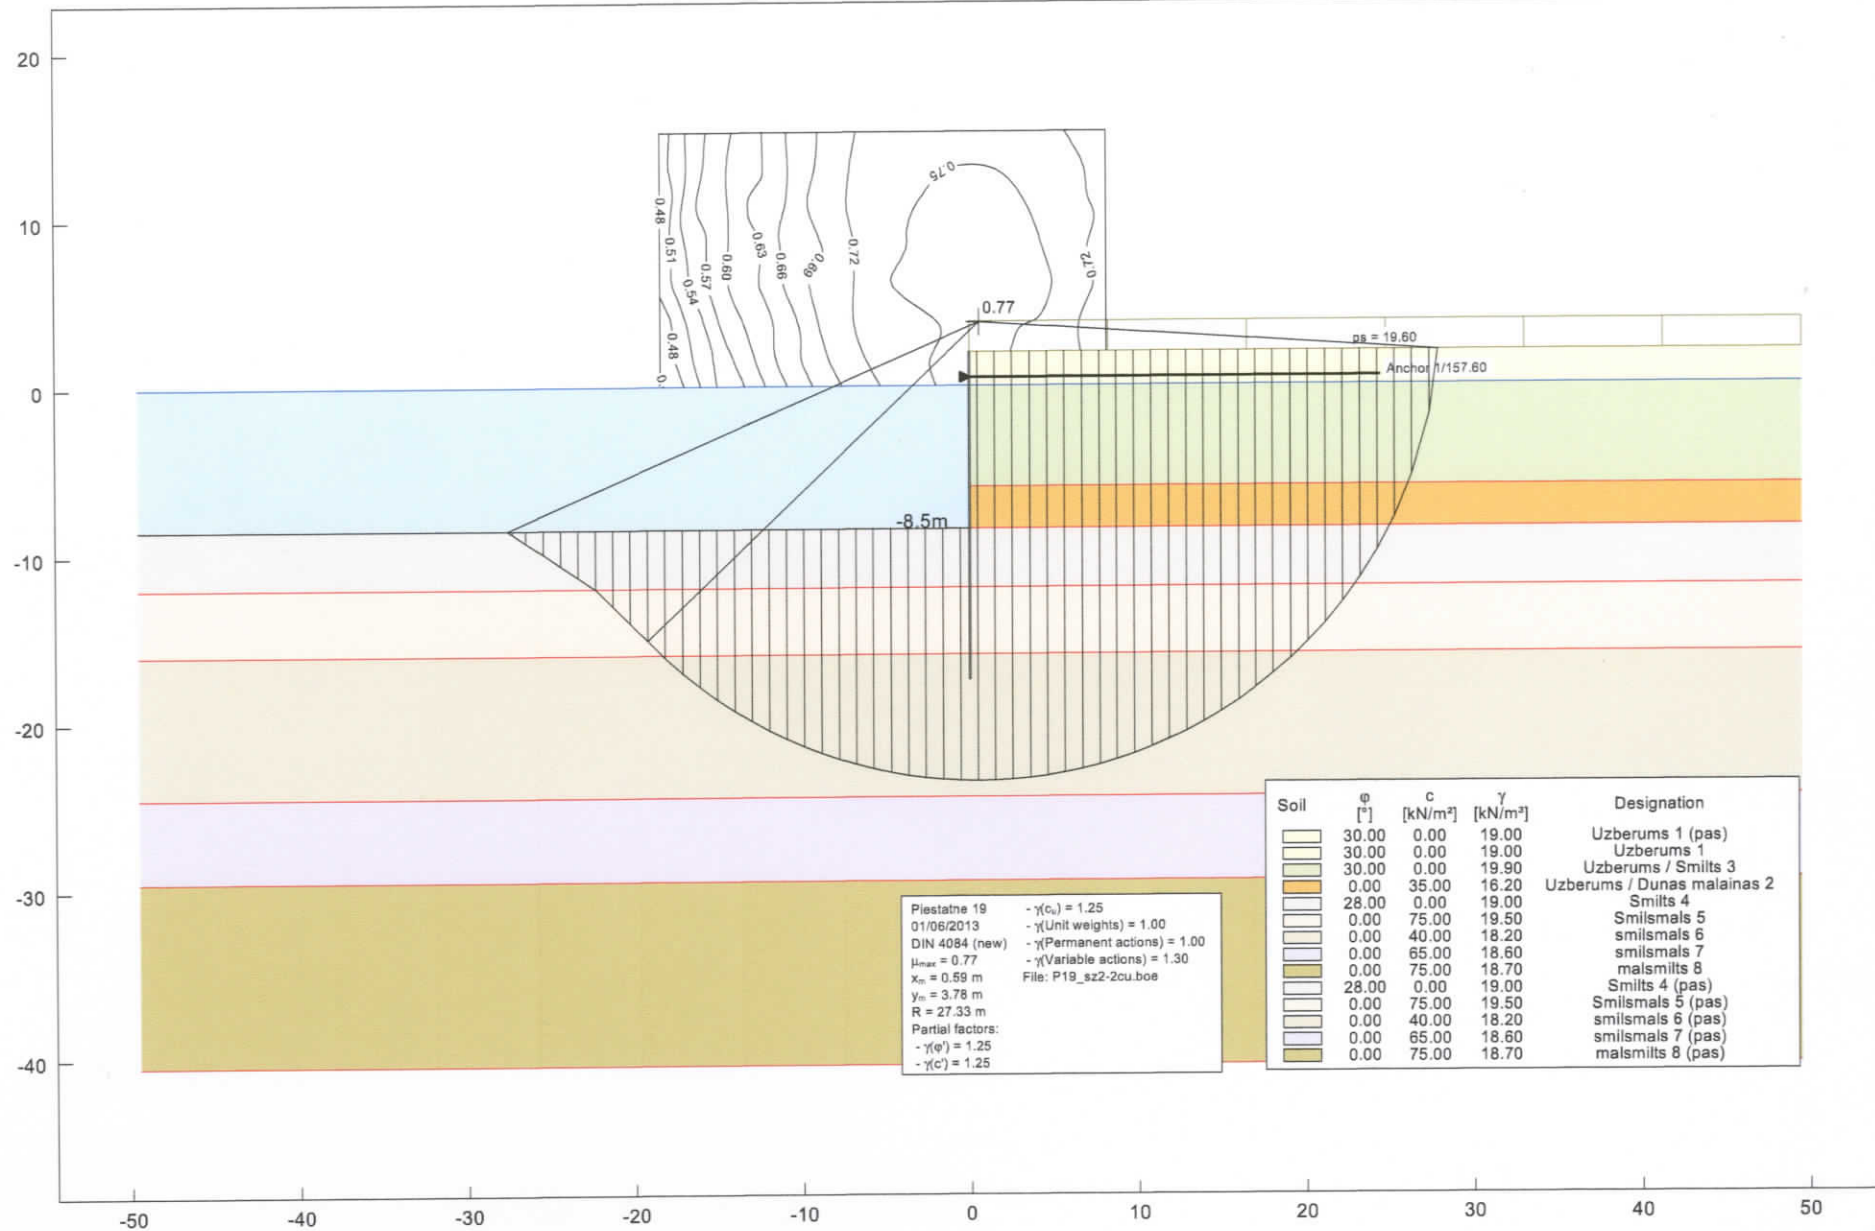 20
10
0
-10
-20
-30
-40
-50
-40
-30
-20
-10
0
10
20
30
40
50
0.48
0.51
0.54
0.57
0.60
0.63
0.66
0.69
0.72
0.75
0.72
0.48
0.77
ps = 19.60
Anchor 1/157.60
-8.5m
Soil φ [°] c [kN/m²] γ [kN/m³] Designation
30.00 0.00 19.00 Uzberums 1 (pas)
30.00 0.00 19.00 Uzberums 1
30.00 0.00 19.90 Uzberums / Smilts 3
0.00 35.00 16.20 Uzberums / Dunas malainas 2
28.00 0.00 19.00 Smilts 4
0.00 75.00 19.50 Smilsmals 5
0.00 40.00 18.20 smilsmals 6
0.00 65.00 18.60 smilsmals 7
0.00 75.00 18.70 malsmilts 8
28.00 0.00 19.00 Smilts 4 (pas)
0.00 75.00 19.50 Smilsmals 5 (pas)
0.00 40.00 18.20 smilsmals 6 (pas)
0.00 65.00 18.60 smilsmals 7 (pas)
0.00 75.00 18.70 malsmilts 8 (pas)
Piestatne 19
01/06/2013
DIN 4084 (new)
μmax = 0.77
xm = 0.59 m
ym = 3.78 m
R = 27.33 m
Partial factors:
- γ(φ') = 1.25
- γ(c') = 1.25
- γ(cu) = 1.25
- γ(Unit weights) = 1.00
- γ(Permanent actions) = 1.00
- γ(Variable actions) = 1.30
File: P19_sz2-2cu.boe